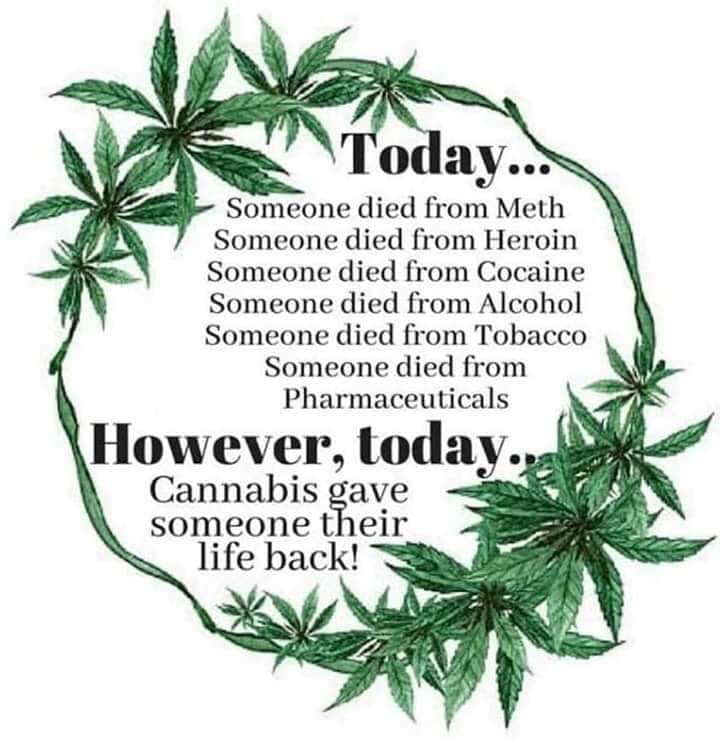 Today...
Someone died from Meth
Someone died from Heroin
Someone died from Cocaine
Someone died from Alcohol
Someone died from Tobacco
Someone died from
Pharmaceuticals
However, today..
Cannabis gave
someone their
life back!